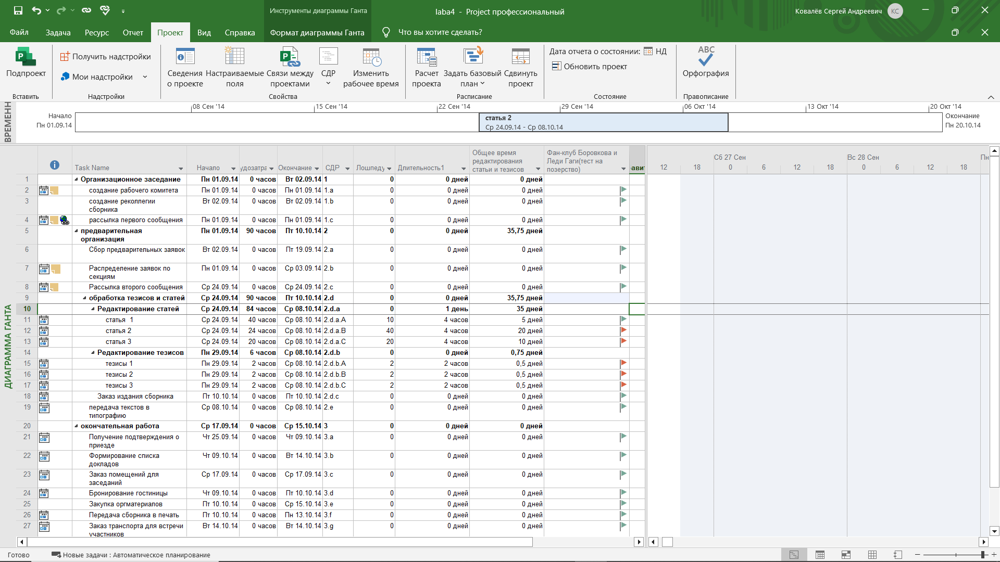 Инструменты диаграммы Ганта
laba4 - Project профессиональный
Ковалёв Сергей Андреевич
КС
Файл
Задача
Ресурс
Отчет
Проект
Вид
Справка
Формат диаграммы Ганта
Что вы хотите сделать?
Подпроект
Вставить
Получить надстройки
Мои надстройки
Надстройки
Сведения
о проекте
Настраиваемые
поля
Связи между
проектами
СДР
Изменить
рабочее время
Свойства
Расчет
проекта
Задать базовый
план
Сдвинуть
проект
Расписание
Дата отчета о состоянии: НД
Обновить проект
Состояние
ABC
Орфография
Правописание
ВРЕМЕНН
08 Сен '14
15 Сен '14
22 Сен '14
29 Сен '14
06 Окт '14
13 Окт '14
20 Окт '14
Начало
Пн 01.09.14
статья 2
Ср 24.09.14 - Ср 08.10.14
Окончание
Пн 20.10.14
ДИАГРАММА ГАНТА
Task Name
Начало
удозатра
Окончание
СДР
Лошпеду
Длительность1
Общее время
редактирования
статьи и тезисов
Фан-клуб Боровкова и
Леди Гаги(тест на
позерство)
авит
Сб 27 Сен
Вс 28 Сен
Пн
12 18 0 6 12 18 0 6 12 18
1 Организационное заседание Пн 01.09.14 0 часов Вт 02.09.14 1 0 0 дней 0 дней
2 создание рабочего комитета Пн 01.09.14 0 часов Пн 01.09.14 1.a 0 0 дней 0 дней
3 создание реколлегии Вт 02.09.14 0 часов Вт 02.09.14 1.b 0 0 дней 0 дней
сборника
4 рассылка первого сообщения Пн 01.09.14 0 часов Пн 01.09.14 1.c 0 0 дней 0 дней
5 предварительная Пн 01.09.14 90 часов Пт 10.10.14 2 0 0 дней 35,75 дней
организация
6 Сбор предварительных заявок Вт 02.09.14 0 часов Пт 19.09.14 2.a 0 0 дней 0 дней
7 Распределение заявок по Пн 01.09.14 0 часов Ср 03.09.14 2.b 0 0 дней 0 дней
секциям
8 Рассылка второго сообщения Ср 24.09.14 0 часов Ср 24.09.14 2.c 0 0 дней 0 дней
9 обработка тезисов и статей Ср 24.09.14 90 часов Пт 10.10.14 2.d 0 0 дней 35,75 дней
10 Редактирование статей Ср 24.09.14 84 часов Ср 08.10.14 2.d.a 0 1 день 35 дней
11 статья 1 Ср 24.09.14 40 часов Ср 08.10.14 2.d.a.A 10 4 часов 5 дней
12 статья 2 Ср 24.09.14 24 часов Ср 08.10.14 2.d.a.B 40 4 часов 20 дней
13 статья 3 Ср 24.09.14 20 часов Ср 08.10.14 2.d.a.C 20 4 часов 10 дней
14 Редактирование тезисов Пн 29.09.14 6 часов Ср 08.10.14 2.d.b 0 0 дней 0,75 дней
15 тезисы 1 Пн 29.09.14 2 часов Ср 08.10.14 2.d.b.A 2 2 часов 0,5 дней
16 тезисы 2 Пн 29.09.14 2 часов Ср 08.10.14 2.d.b.B 2 2 часов 0,5 дней
17 тезисы 3 Пн 29.09.14 2 часов Ср 08.10.14 2.d.b.C 2 2 часов 0,5 дней
18 Заказ издания сборника Пт 10.10.14 0 часов Пт 10.10.14 2.d.c 0 0 дней 0 дней
19 передача текстов в Ср 08.10.14 0 часов Ср 08.10.14 2.e 0 0 дней 0 дней
типографию
20 окончательная работа Ср 17.09.14 0 часов Ср 15.10.14 3 0 0 дней 0 дней
21 Получение подтверждения о Чт 25.09.14 0 часов Чт 09.10.14 3.a 0 0 дней 0 дней
приезде
22 Формирование списка Чт 09.10.14 0 часов Вт 14.10.14 3.b 0 0 дней 0 дней
докладов
23 Заказ помещений для Ср 17.09.14 0 часов Ср 17.09.14 3.c 0 0 дней 0 дней
заседаний
24 Бронирование гостиницы Чт 09.10.14 0 часов Пт 10.10.14 3.d 0 0 дней 0 дней
25 Закупка оргматериалов Пт 10.10.14 0 часов Ср 15.10.14 3.e 0 0 дней 0 дней
26 Передача сборника в печать Пт 10.10.14 0 часов Пн 13.10.14 3.f 0 0 дней 0 дней
27 Заказ транспорта для встречи Вт 14.10.14 0 часов Вт 14.10.14 3.g 0 0 дней 0 дней
участников
Готово
Новые задачи : Автоматическое планирование